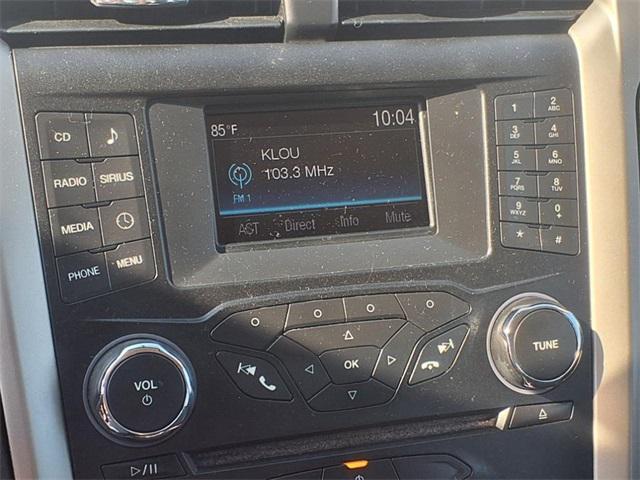 85°F 10:04
KLOU
103.3 MHz
FM 1
AST Direct Info Mute
CD
RADIO SIRIUS
MEDIA
PHONE MENU
1 2 ABC
3 DEF 4 GHI
5 JKL 6 MNO
7 PQRS 8 TUV
9 WXYZ 0 +
* #
OK
VOL
TUNE